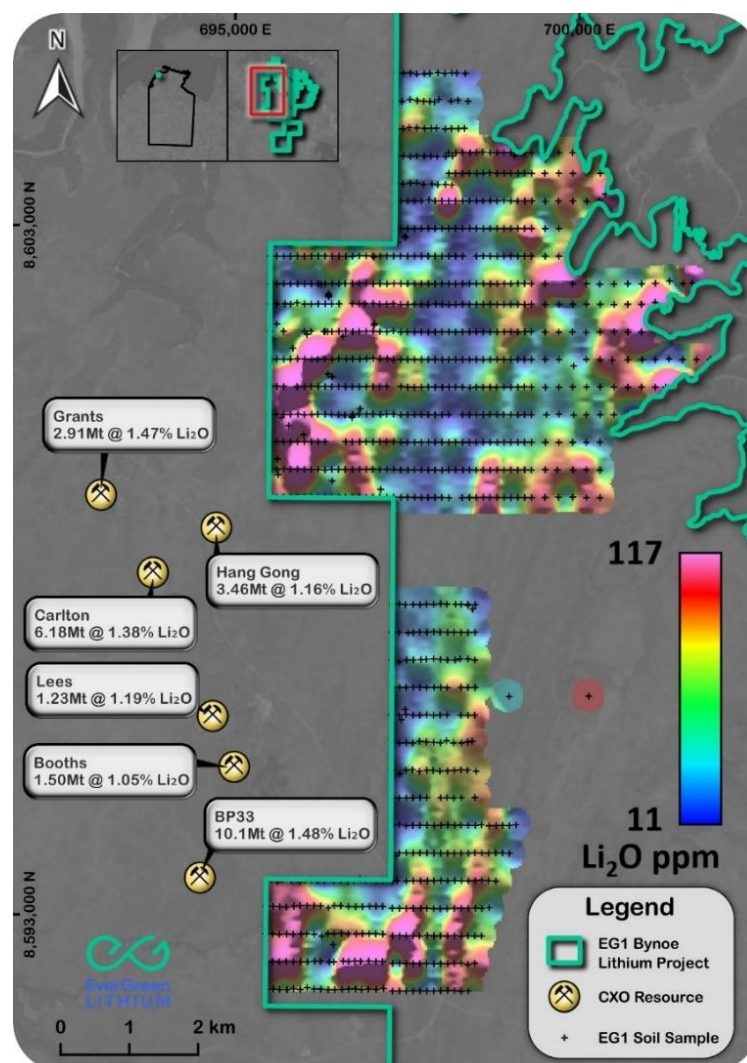 695,000 E
700,000 E
N
8,603,000 N
Grants
2.91Mt @ 1.47% Li₂O
Hang Gong
3.46Mt @ 1.16% Li₂O
Carlton
6.18Mt @ 1.38% Li₂O
Lees
1.23Mt @ 1.19% Li₂O
Booths
1.50Mt @ 1.05% Li₂O
BP33
10.1Mt @ 1.48% Li₂O
117
11
Li₂O ppm
8,593,000 N
EverGreen
LITHIUM
0
2 km
Legend
EG1 Bynoe
Lithium Project
CXO Resource
EG1 Soil Sample